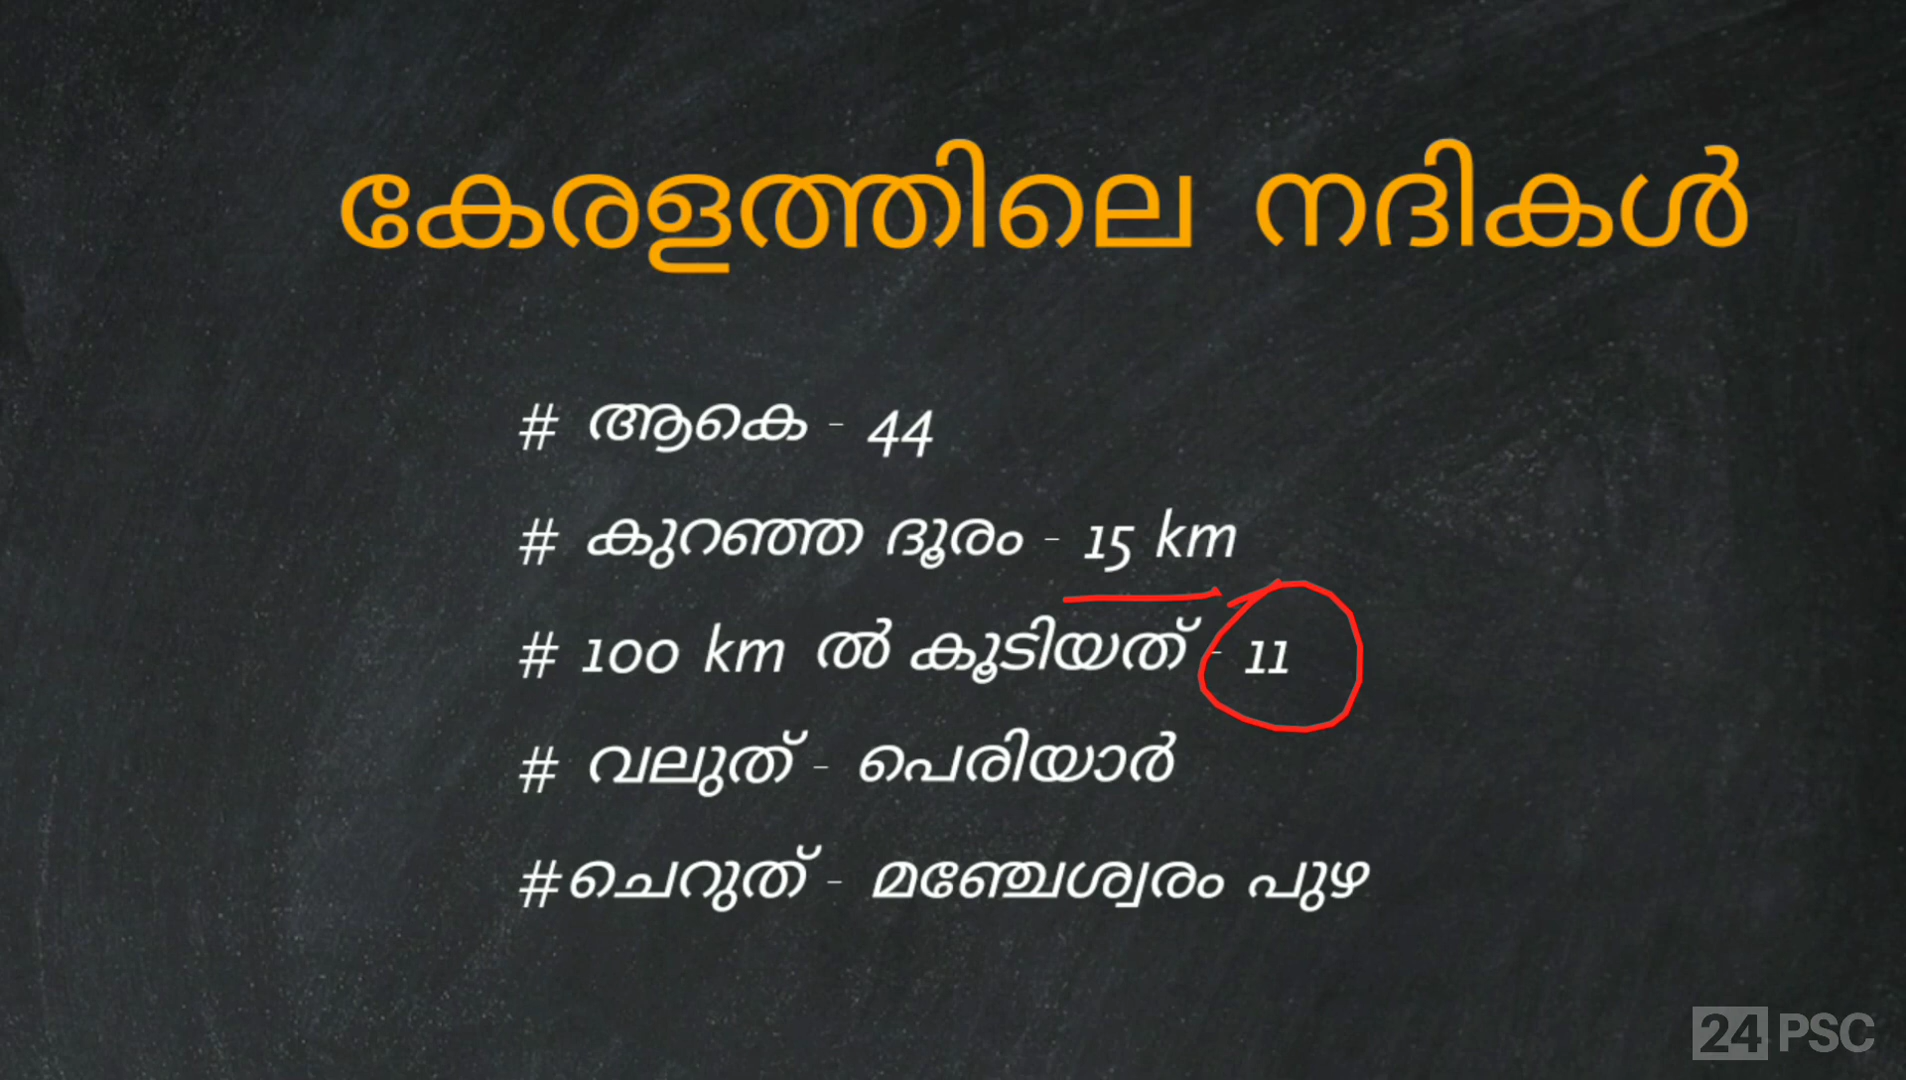 കേരളത്തിലെ നദികൾ
# ആകെ - 44
# കുറഞ്ഞ ദൂരം - 15 km
# 100 km ൽ കൂടിയത് - 11
# വലുത് - പെരിയാർ
#ചെറുത് - മഞ്ചേശ്വരം പുഴ
24 PSC